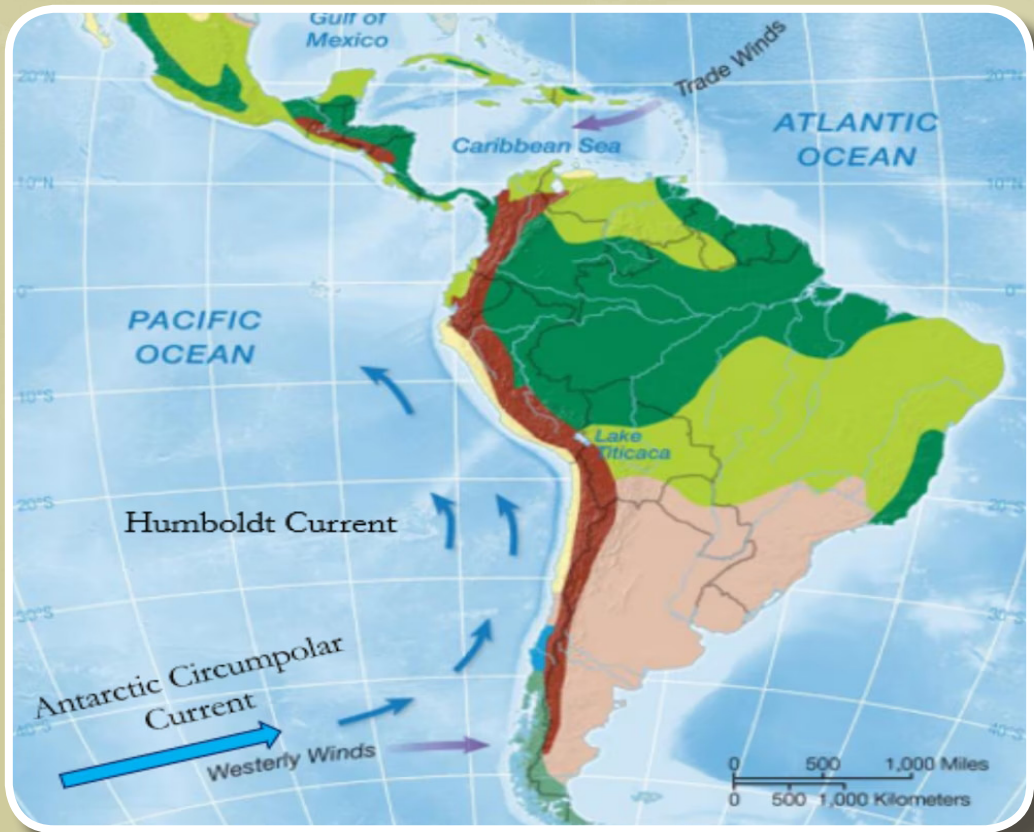 Gulf of
Mexico
20°N
20°N
Trade Winds
ATLANTIC
OCEAN
Caribbean Sea
10°N
10°N
0°
0°
PACIFIC
OCEAN
10°S
Lake
Titicaca
20°S
Humboldt Current
30°S
30°S
Antarctic Circumpolar
Current
40°S
Westerly Winds
40°S
0 500 1,000 Miles
0 500 1,000 Kilometers
20°S